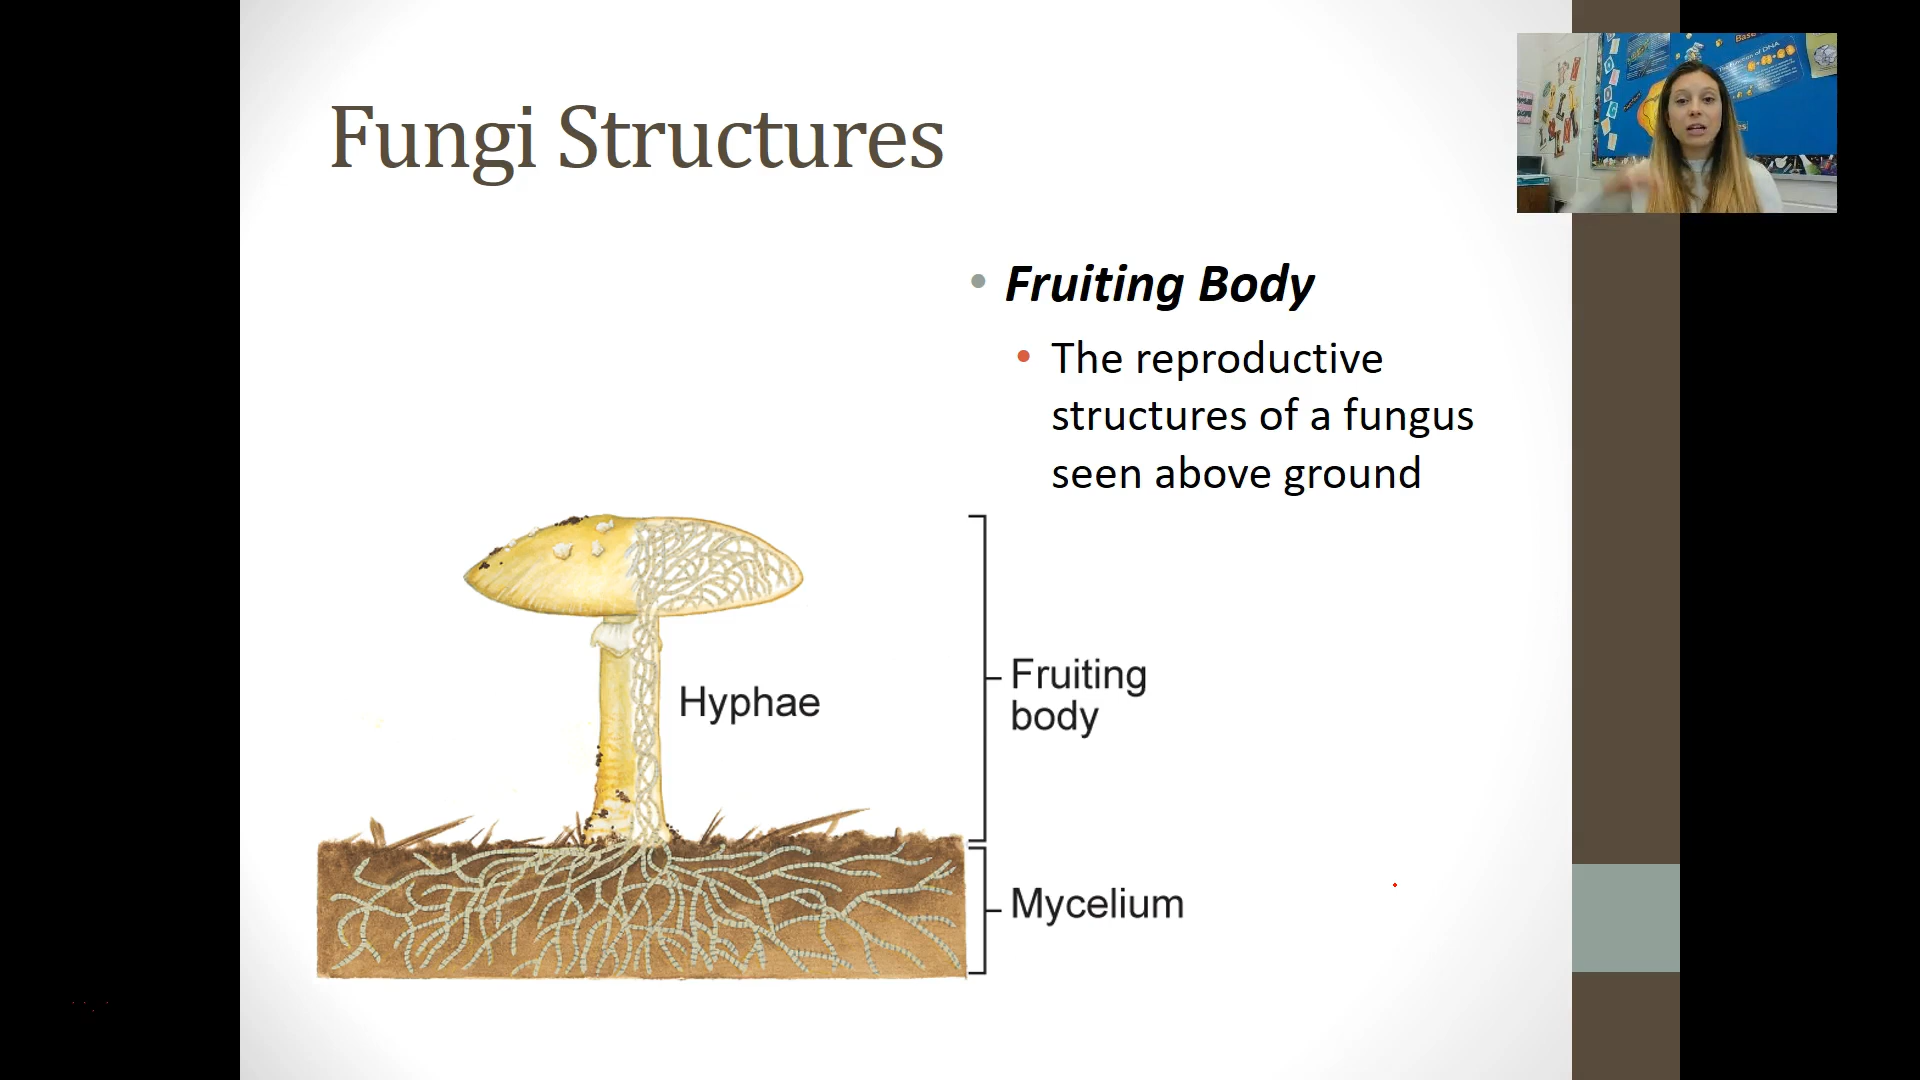 Fungi Structures
• Fruiting Body
• The reproductive
structures of a fungus
seen above ground
Hyphae
Fruiting
body
Mycelium